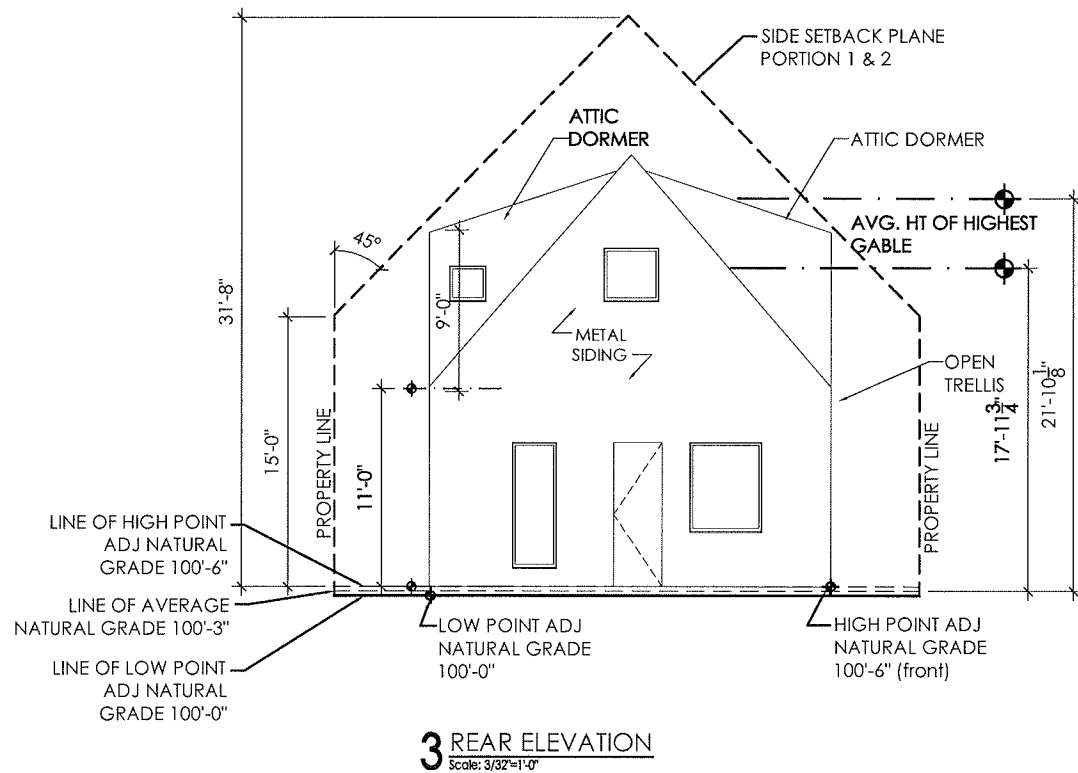 SIDE SETBACK PLANE
PORTION 1 & 2
ATTIC
DORMER
ATTIC DORMER
AVG. HT OF HIGHEST
GABLE
45°
31'-8"
9'-0"
METAL
SIDING
OPEN
TRELLIS
15'-0"
11'-0"
17'-11 3/4"
21'-10 1/8"
PROPERTY LINE
PROPERTY LINE
LINE OF HIGH POINT
ADJ NATURAL
GRADE 100'-6"
LINE OF AVERAGE
NATURAL GRADE 100'-3"
LINE OF LOW POINT
ADJ NATURAL
GRADE 100'-0"
LOW POINT ADJ
NATURAL GRADE
100'-0"
HIGH POINT ADJ
NATURAL GRADE
100'-6" (front)
3 REAR ELEVATION
Scale: 3/32"=1'-0"